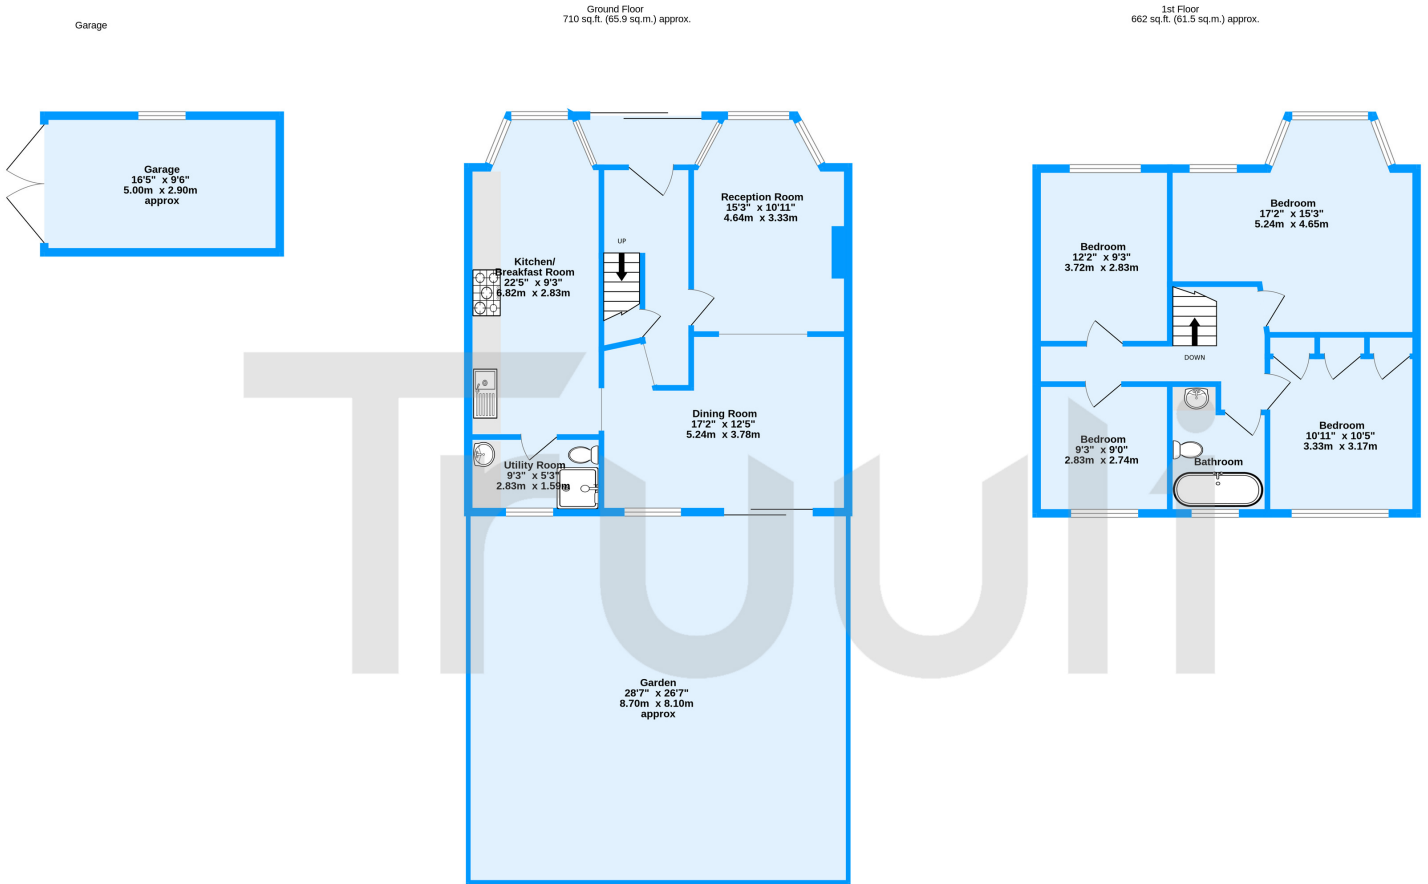 Garage
Ground Floor
710 sq.ft. (65.9 sq.m.) approx.
1st Floor
662 sq.ft. (61.5 sq.m.) approx.
Garage
16'5" x 9'6"
5.00m x 2.90m
approx
Kitchen/
Breakfast Room
22'5" x 9'3"
6.82m x 2.83m
UP
Reception Room
15'3" x 10'11"
4.64m x 3.33m
Dining Room
17'2" x 12'5"
5.24m x 3.78m
Utility Room
9'3" x 5'3"
2.83m x 1.59m
Garden
28'7" x 26'7"
8.70m x 8.10m
approx
Bedroom
12'2" x 9'3"
3.72m x 2.83m
Bedroom
17'2" x 15'3"
5.24m x 4.65m
DOWN
Bedroom
9'3" x 9'0"
2.83m x 2.74m
Bathroom
Bedroom
10'11" x 10'5"
3.33m x 3.17m
Truuli